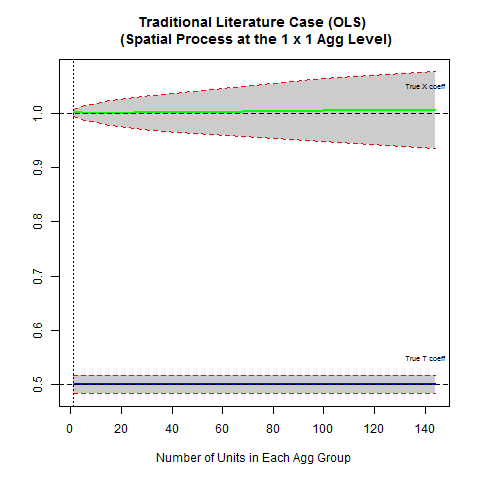 Traditional Literature Case (OLS)
(Spatial Process at the 1 x 1 Agg Level)
True X coeff
1.0
0.9
0.8
0.7
0.6
True T coeff
0.5
0 20 40 60 80 100 120 140
Number of Units in Each Agg Group